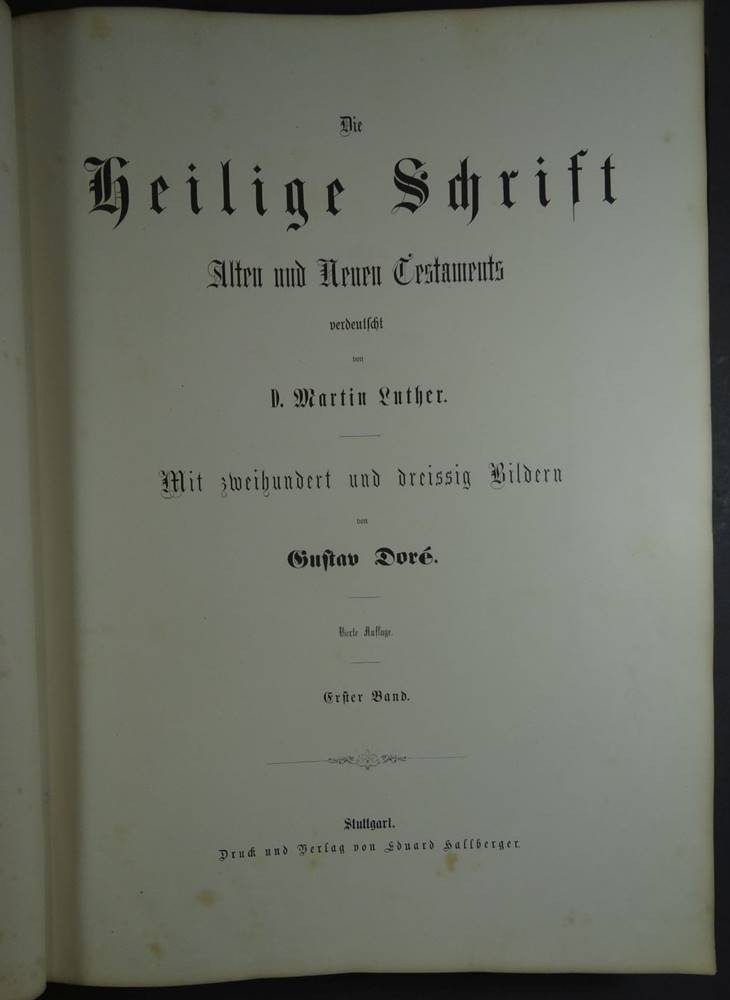 Die
Heilige Schrift
Alten und Neuen Testaments
verdeutscht
von
D. Martin Luther.
Mit zweihundert und dreissig Bildern
von
Gustav Doré.
Vierte Auflage.
Erster Band.
Stuttgart.
Druck und Verlag von Eduard Hallberger.